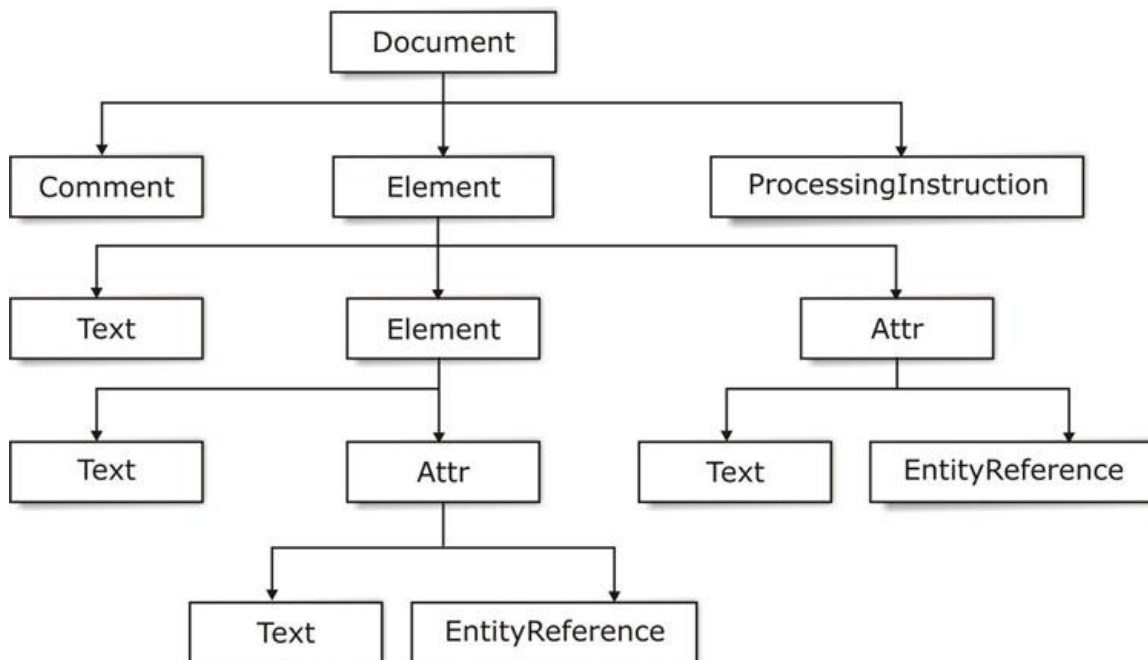 Document
Comment
Element
ProcessingInstruction
Text
Element
Attr
Text
Attr
Text
EntityReference
Text
EntityReference